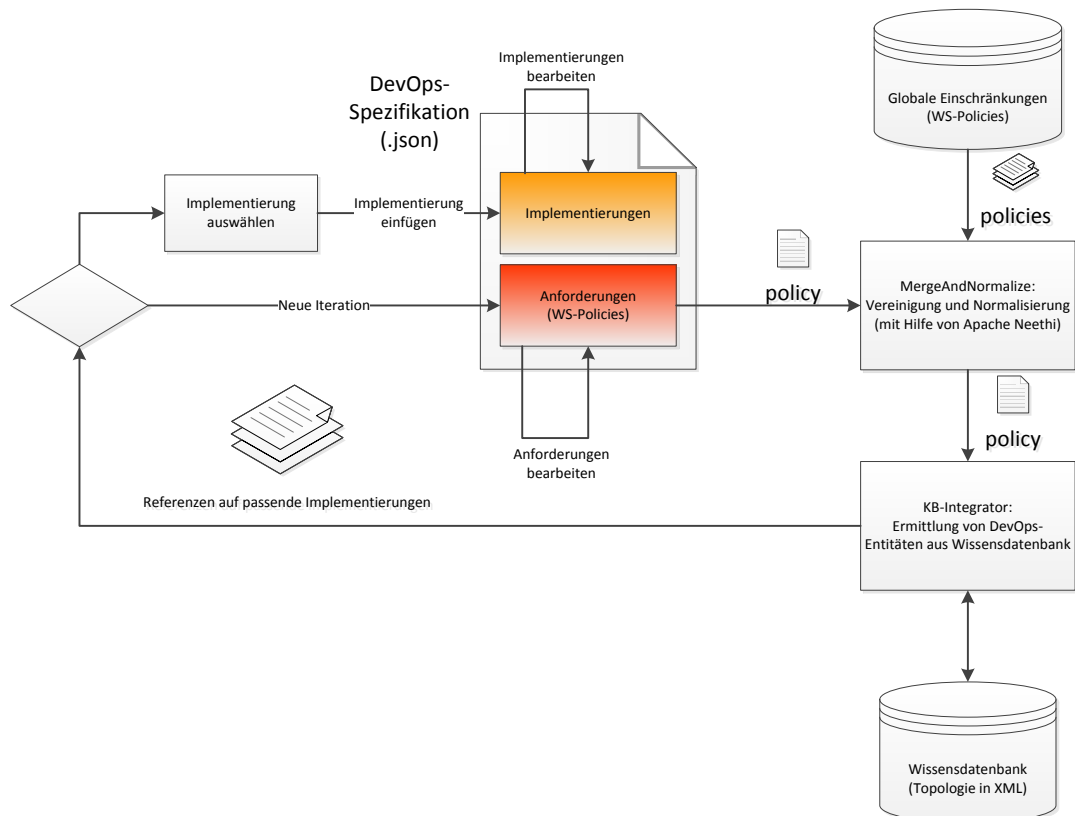 Implementierungen
bearbeiten
DevOps-
Spezifikation
(.json)
Globale Einschränkungen
(WS-Policies)
policies
Implementierung
auswählen
Implementierung
einfügen
Implementierungen
Neue Iteration
Anforderungen
(WS-Policies)
policy
MergeAndNormalize:
Vereinigung und Normalisierung
(mit Hilfe von Apache Neethi)
policy
Anforderungen
bearbeiten
Referenzen auf passende Implementierungen
KB-Integrator:
Ermittlung von DevOps-
Entitäten aus Wissensdatenbank
Wissensdatenbank
(Topologie in XML)